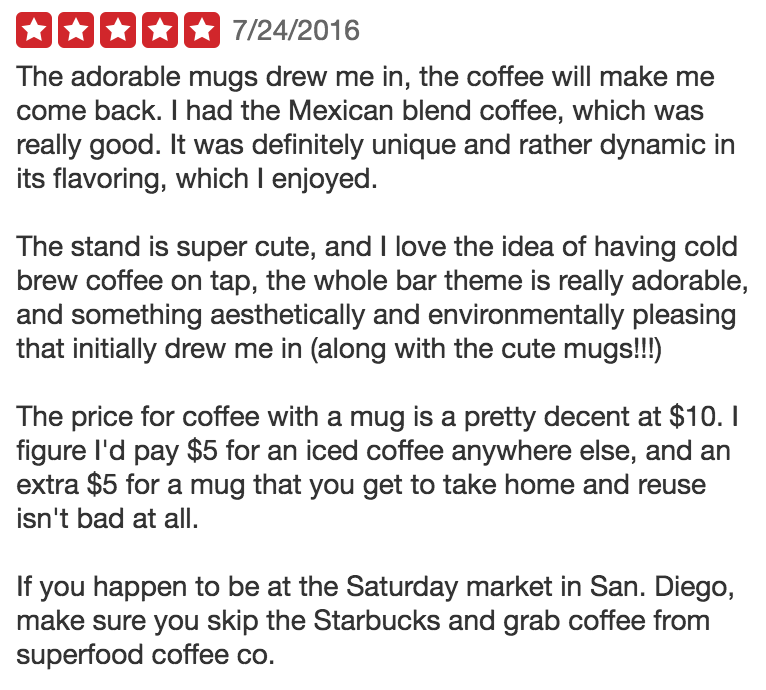 7/24/2016
The adorable mugs drew me in, the coffee will make me
come back. I had the Mexican blend coffee, which was
really good. It was definitely unique and rather dynamic in
its flavoring, which I enjoyed.
The stand is super cute, and I love the idea of having cold
brew coffee on tap, the whole bar theme is really adorable,
and something aesthetically and environmentally pleasing
that initially drew me in (along with the cute mugs!!!)
The price for coffee with a mug is a pretty decent at $10. I
figure I'd pay $5 for an iced coffee anywhere else, and an
extra $5 for a mug that you get to take home and reuse
isn't bad at all.
If you happen to be at the Saturday market in San. Diego,
make sure you skip the Starbucks and grab coffee from
superfood coffee co.